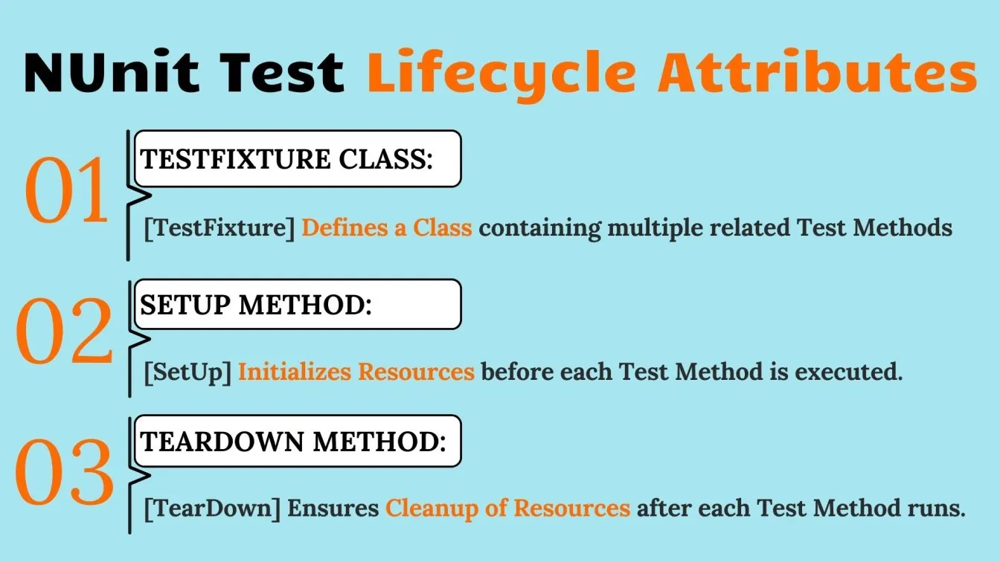 NUnit Test Lifecycle Attributes
01
TESTFIXTURE CLASS:
[TestFixture] Defines a Class containing multiple related Test Methods
02
SETUP METHOD:
[SetUp] Initializes Resources before each Test Method is executed.
03
TEARDOWN METHOD:
[TearDown] Ensures Cleanup of Resources after each Test Method runs.